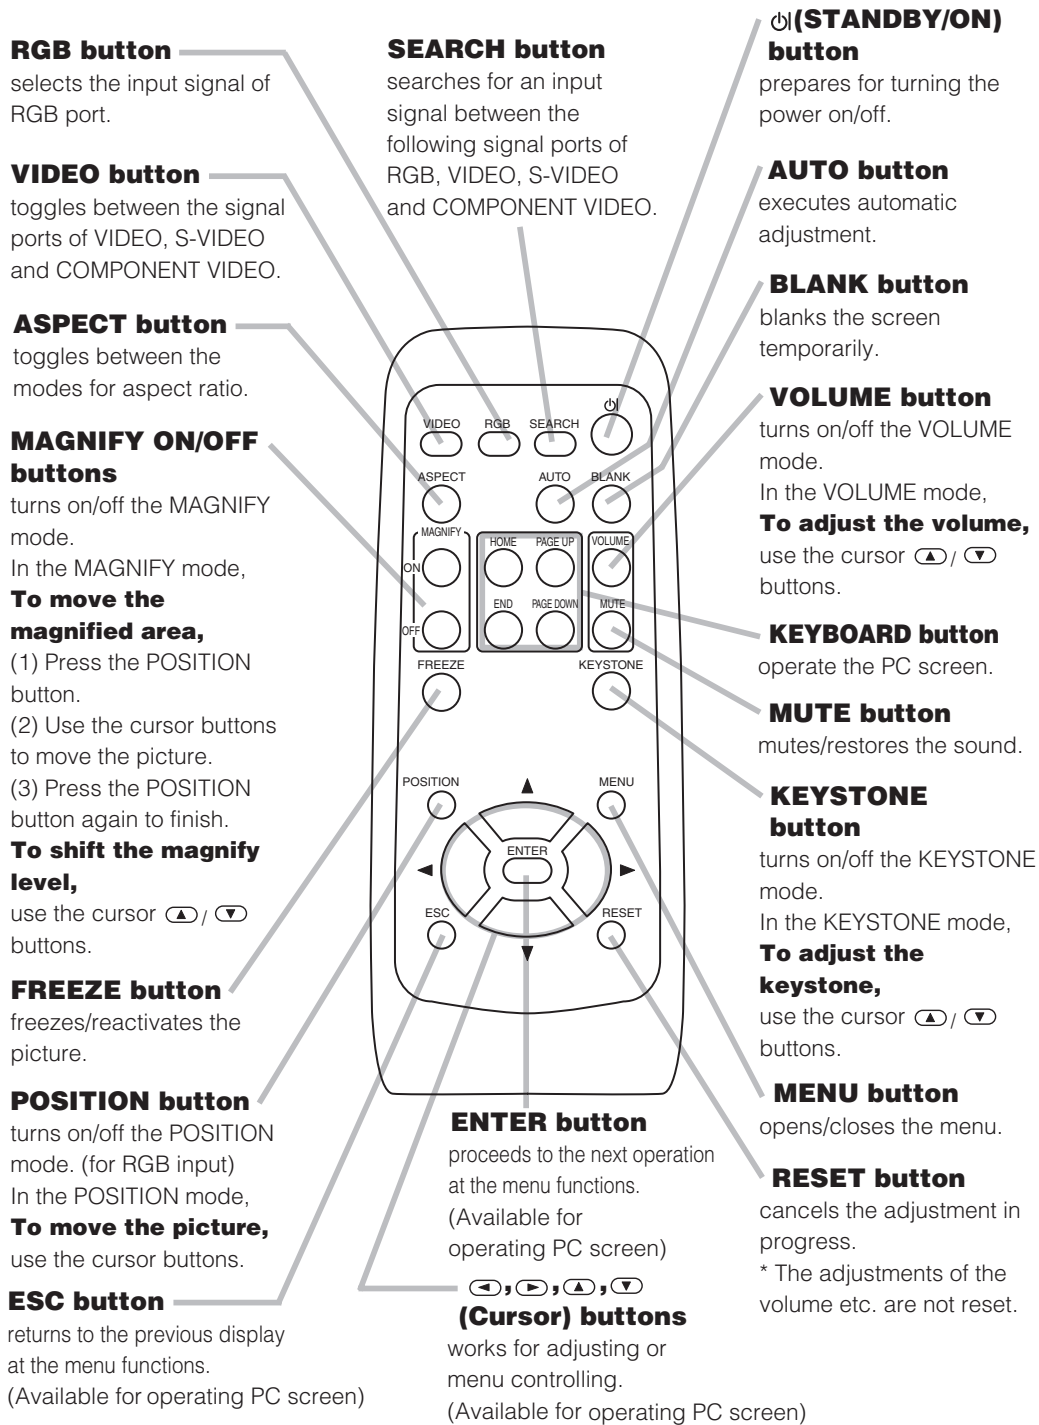 RGB button
selects the input signal of
RGB port.
VIDEO button
toggles between the signal
ports of VIDEO, S-VIDEO
and COMPONENT VIDEO.
ASPECT button
toggles between the
modes for aspect ratio.
MAGNIFY ON/OFF
buttons
turns on/off the MAGNIFY
mode.
In the MAGNIFY mode,
To move the
magnified area,
(1) Press the POSITION
button.
(2) Use the cursor buttons
to move the picture.
(3) Press the POSITION
button again to finish.
To shift the magnify
level,
use the cursor ▲/ ▼
buttons.
FREEZE button
freezes/reactivates the
picture.
POSITION button
turns on/off the POSITION
mode. (for RGB input)
In the POSITION mode,
To move the picture,
use the cursor buttons.
ESC button
returns to the previous display
at the menu functions.
(Available for operating PC screen)
SEARCH button
searches for an input
signal between the
following signal ports of
RGB, VIDEO, S-VIDEO
and COMPONENT VIDEO.
VIDEO RGB SEARCH
ASPECT AUTO BLANK
MAGNIFY HOME PAGE UP VOLUME
ON
END PAGE DOWN MUTE
OFF
FREEZE KEYSTONE
POSITION ▲ MENU
◀ ENTER ▶
ESC RESET
▼
ENTER button
proceeds to the next operation
at the menu functions.
(Available for
operating PC screen)
◀,▶,▲,▼
(Cursor) buttons
works for adjusting or
menu controlling.
(Available for operating PC screen)
⏻|(STANDBY/ON)
button
prepares for turning the
power on/off.
AUTO button
executes automatic
adjustment.
BLANK button
blanks the screen
temporarily.
VOLUME button
turns on/off the VOLUME
mode.
In the VOLUME mode,
To adjust the volume,
use the cursor ▲/ ▼
buttons.
KEYBOARD button
operate the PC screen.
MUTE button
mutes/restores the sound.
KEYSTONE
button
turns on/off the KEYSTONE
mode.
In the KEYSTONE mode,
To adjust the
keystone,
use the cursor ▲/ ▼
buttons.
MENU button
opens/closes the menu.
RESET button
cancels the adjustment in
progress.
* The adjustments of the
volume etc. are not reset.